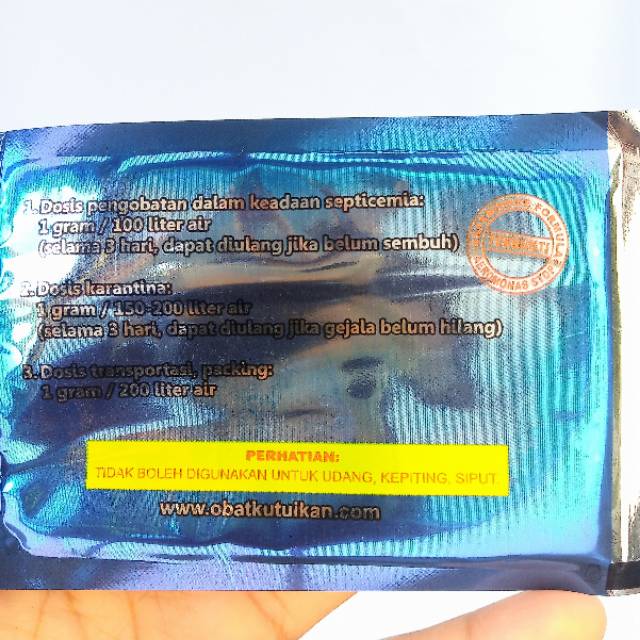 1. Dosis pengobatan dalam keadaan septicemia:
1 gram / 100 liter air
(selama 3 hari, dapat diulang jika belum sembuh)
2. Dosis karantina:
1 gram / 150-200 liter air
(selama 3 hari, dapat diulang jika gejala belum hilang)
3. Dosis transportasi, packing:
1 gram / 200 liter air
FORMULA
AEROMONAS STOP
PERHATIAN:
TIDAK BOLEH DIGUNAKAN UNTUK UDANG, KEPITING, SIPUT.
www.obatkutuikan.com